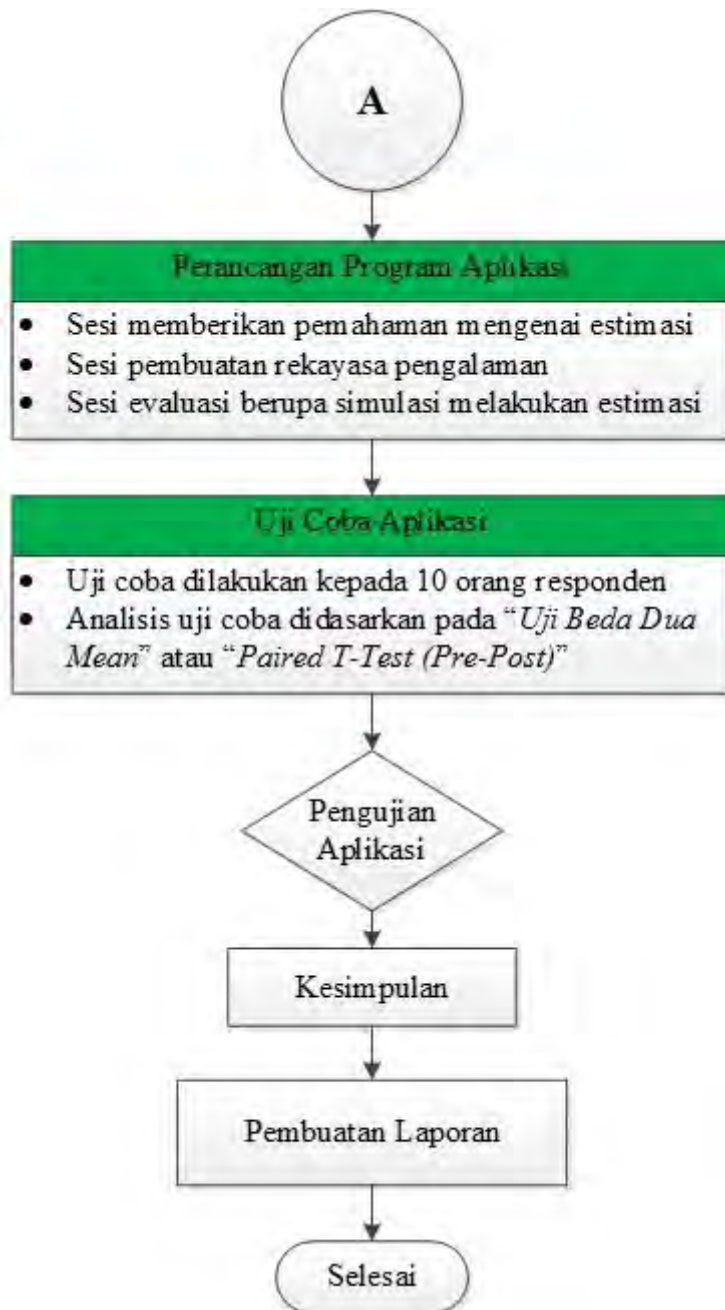 A
Perancangan Program Aplikasi
• Sesi memberikan pemahaman mengenai estimasi
• Sesi pembuatan rekayasa pengalaman
• Sesi evaluasi berupa simulasi melakukan estimasi
Uji Coba Aplikasi
• Uji coba dilakukan kepada 10 orang responden
• Analisis uji coba didasarkan pada “Uji Beda Dua
Mean” atau “Paired T-Test (Pre-Post)”
Pengujian
Aplikasi
Kesimpulan
Pembuatan Laporan
Selesai